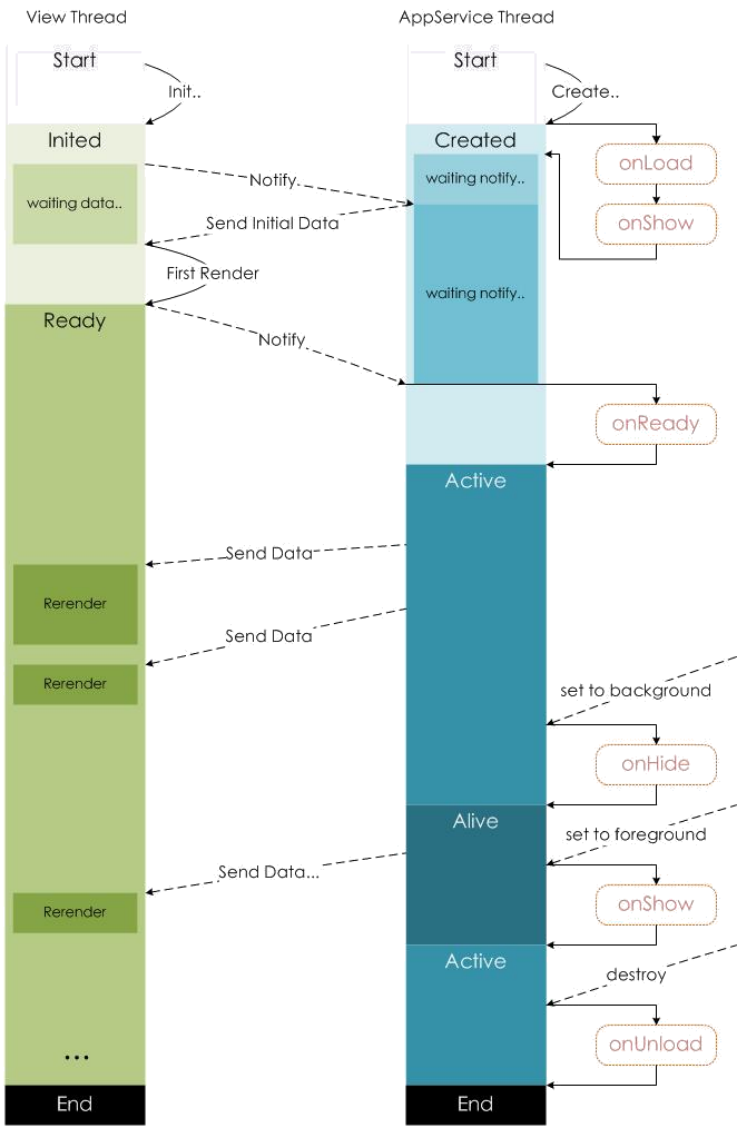 View Thread
AppService Thread
Start
Start
Init..
Create..
Inited
Created
onLoad
waiting data..
Notify
waiting notify..
Send Initial Data
onShow
First Render
waiting notify..
Ready
Notify
onReady
Active
Send Data
Rerender
Send Data
Rerender
set to background
onHide
Alive
set to foreground
Send Data...
onShow
Rerender
Active
destroy
onUnload
...
End
End